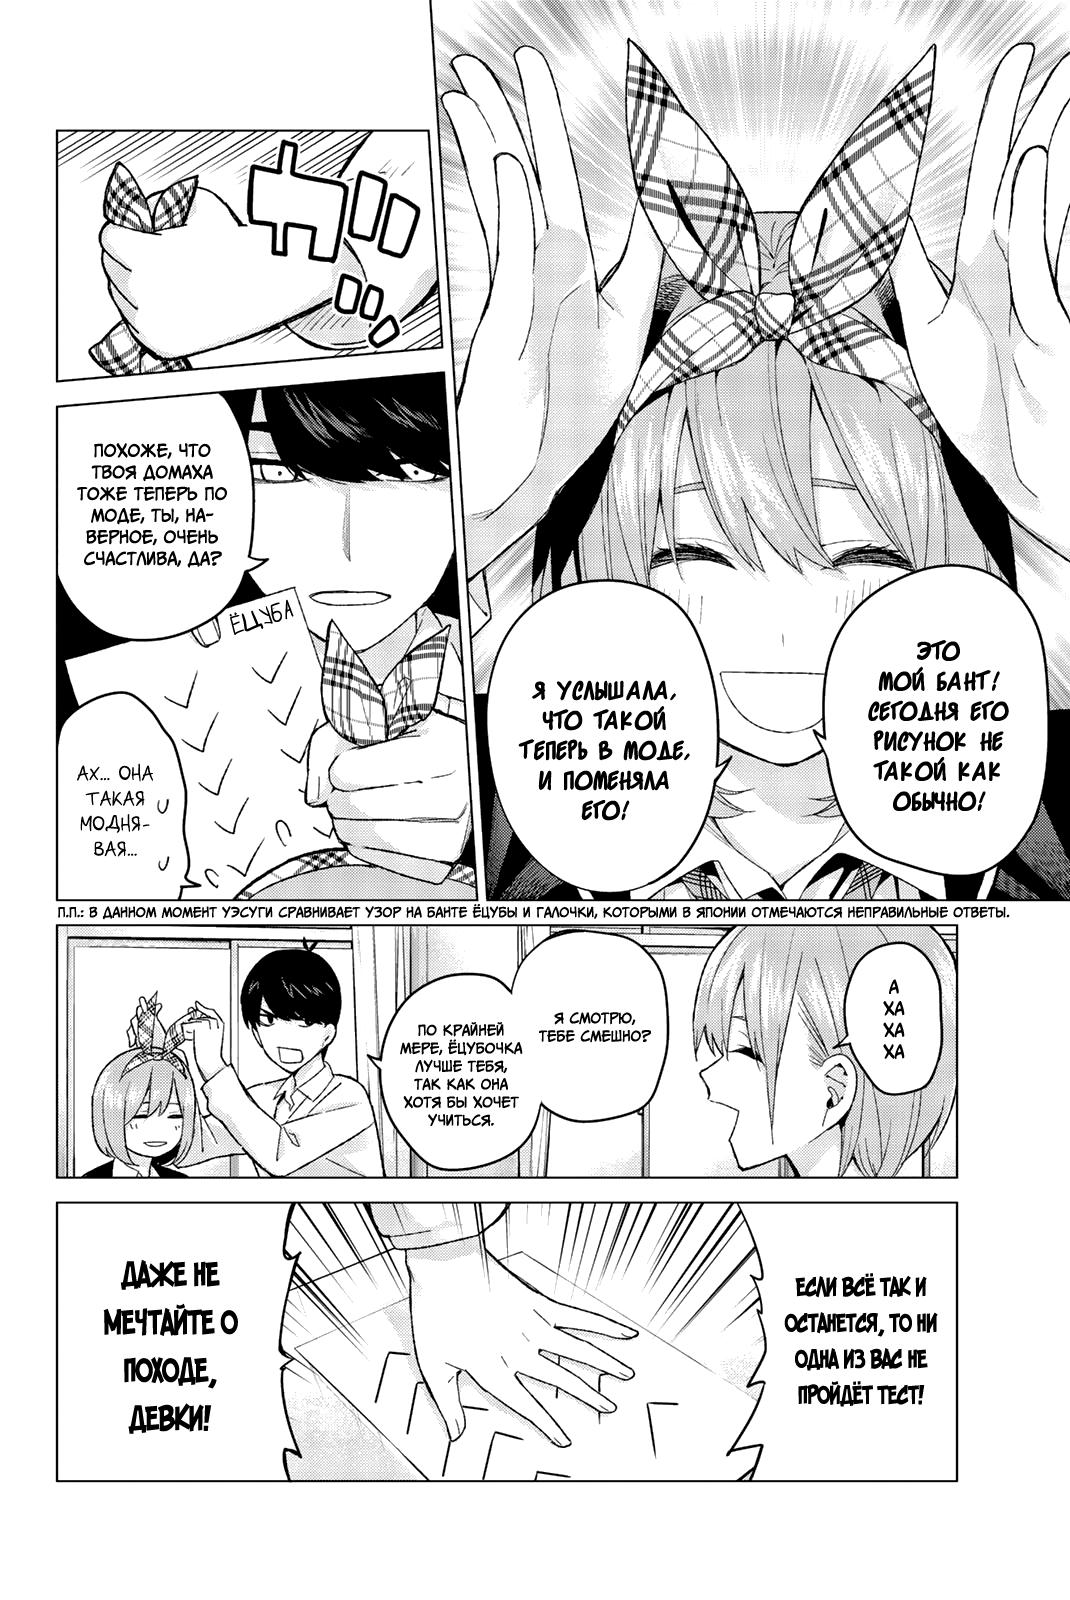 ЭТО
МОЙ БАНТ!
СЕГОДНЯ ЕГО
РИСУНОК НЕ
ТАКОЙ КАК
ОБЫЧНО!
Я УСЛЫШАЛА,
ЧТО ТАКОЙ
ТЕПЕРЬ В МОДЕ,
И ПОМЕНЯЛА
ЕГО!
ガシッ
ПОХОЖЕ, ЧТО
ТВОЯ ДОМАХА
ТОЖЕ ТЕПЕРЬ ПО
МОДЕ, ТЫ, НА-
ВЕРНОЕ, ОЧЕНЬ
СЧАСТЛИВА, ДА?
ЁЦУБА
АХ... ОНА
ТАКАЯ
МОДНЯ-
ВАЯ...
П.П.: В ДАННОМ МОМЕНТ УЭСУГИ СРАВНИВАЕТ УЗОР НА БАНТЕ ЁЦУБЫ И ГАЛОЧКИ, КОТОРЫМИ В ЯПОНИИ ОТМЕЧАЮТСЯ НЕПРАВИЛЬНЫЕ ОТВЕТЫ.
А
ХА
ХА
ХА
Я СМОТРЮ,
ТЕБЕ СМЕШНО?
ПО КРАЙНЕЙ
МЕРЕ, ЁЦУБОЧКА
ЛУЧШЕ ТЕБЯ,
ТАК КАК ОНА
ХОТЯ БЫ ХОЧЕТ
УЧИТЬСЯ.
ЕСЛИ ВСЁ ТАК И
ОСТАНЕТСЯ, ТО НИ
ОДНА ИЗ ВАС НЕ
ПРОЙДЁТ ТЕСТ!
ДАЖЕ НЕ
МЕЧТАЙТЕ О
ПОХОДЕ,
ДЕВКИ!